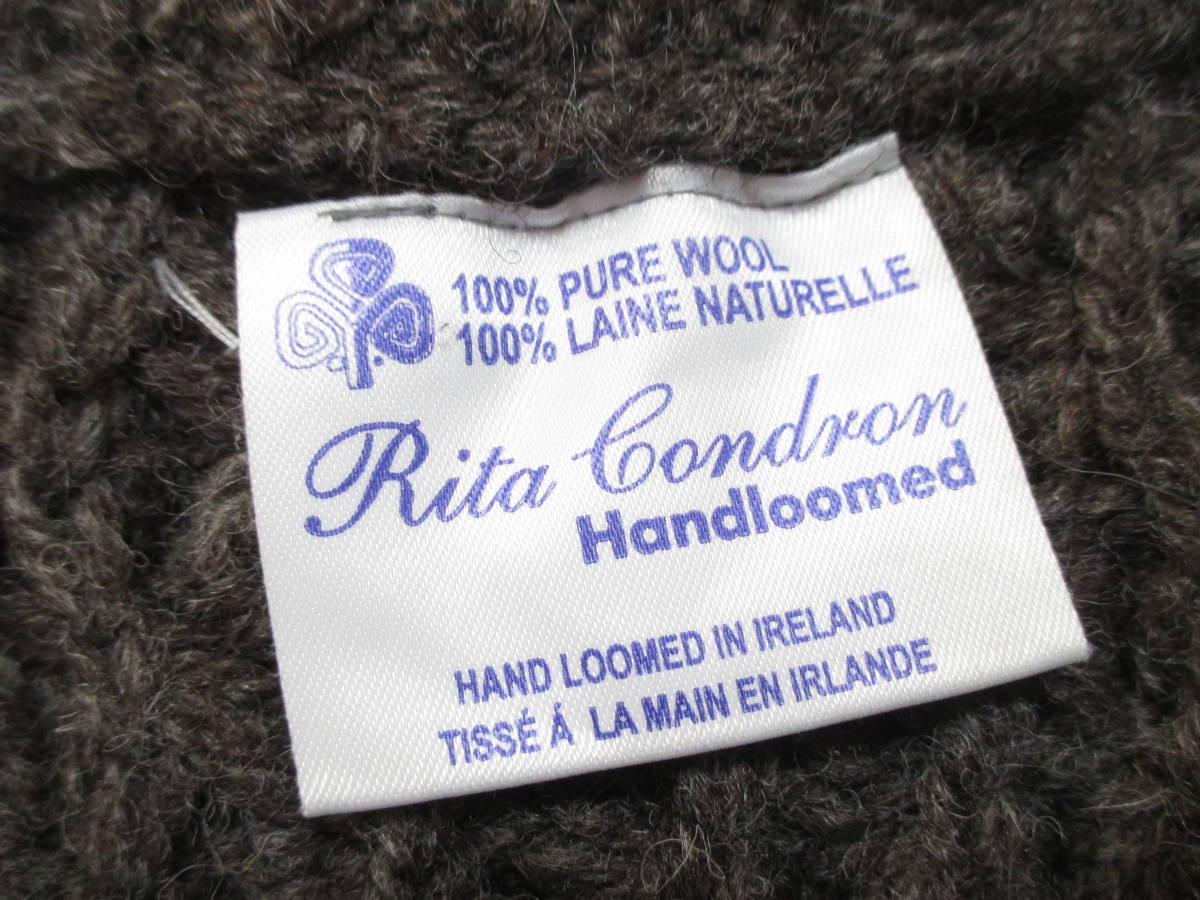 100% PURE WOOL
100% LAINE NATURELLE
Rita Condron
Handloomed
HAND LOOMED IN IRELAND
TISSÉ Á LA MAIN EN IRLANDE